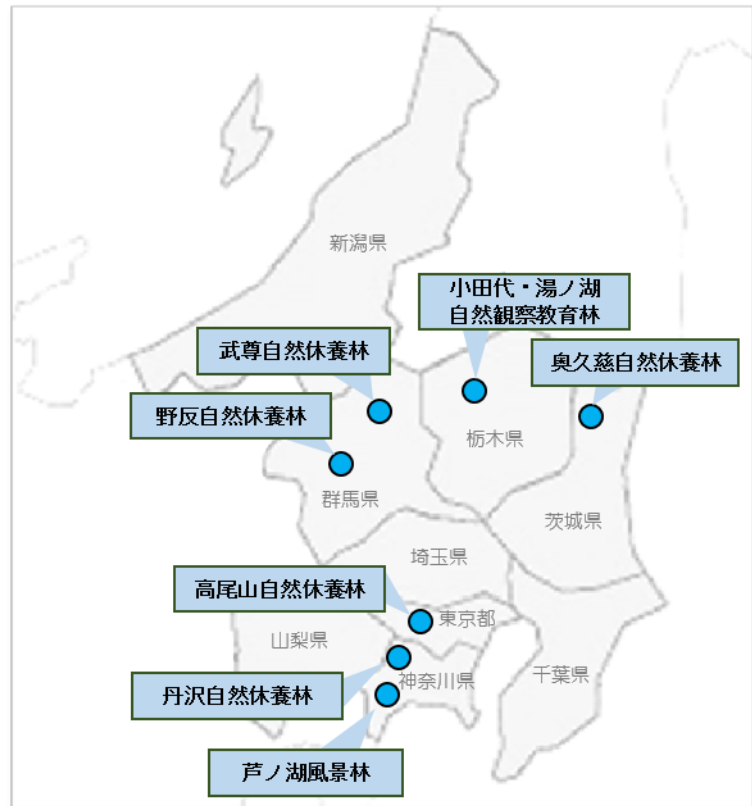 新潟県
小田代・湯ノ湖
自然観察教育林
武尊自然休養林
奥久慈自然休養林
野反自然休養林
栃木県
群馬県
茨城県
埼玉県
高尾山自然休養林
東京都
山梨県
千葉県
神奈川県
丹沢自然休養林
芦ノ湖風景林